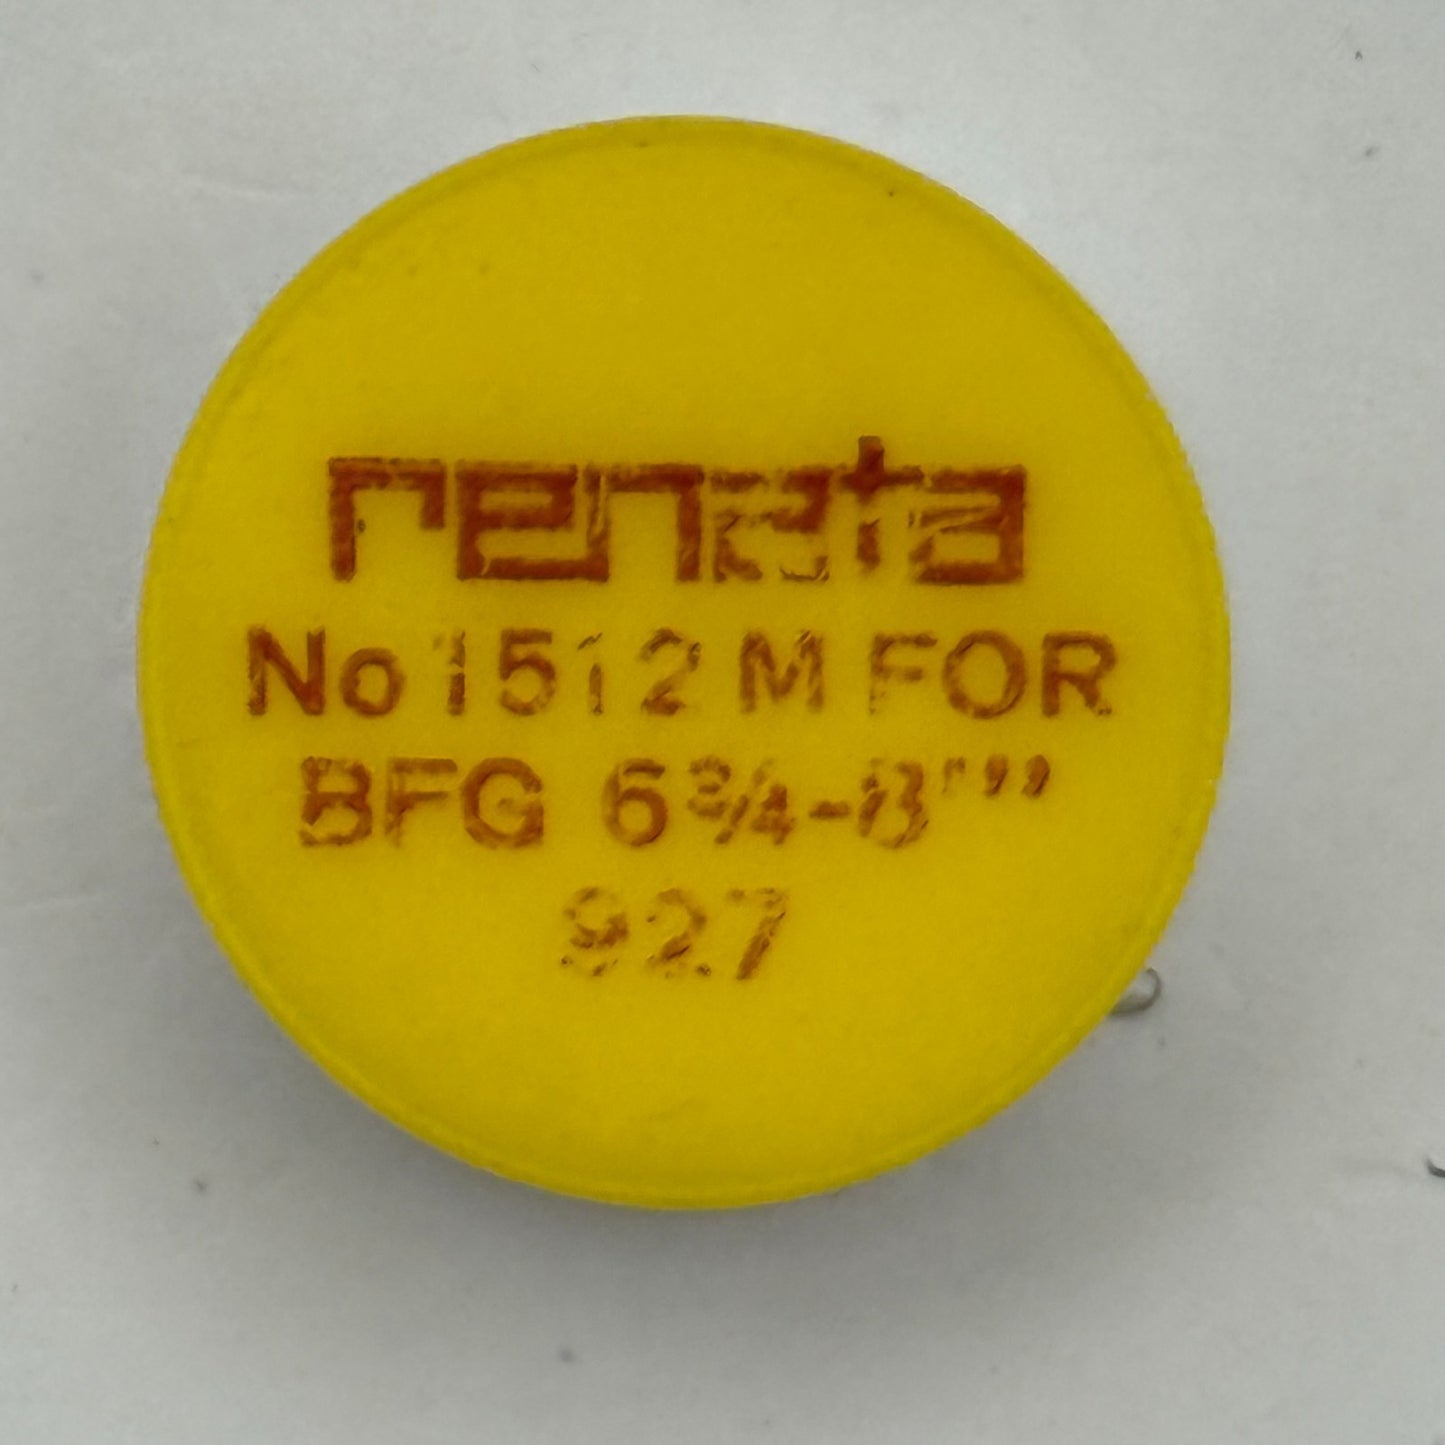 renata
No 1512 M FOR
BFG 6¾-8"''
927